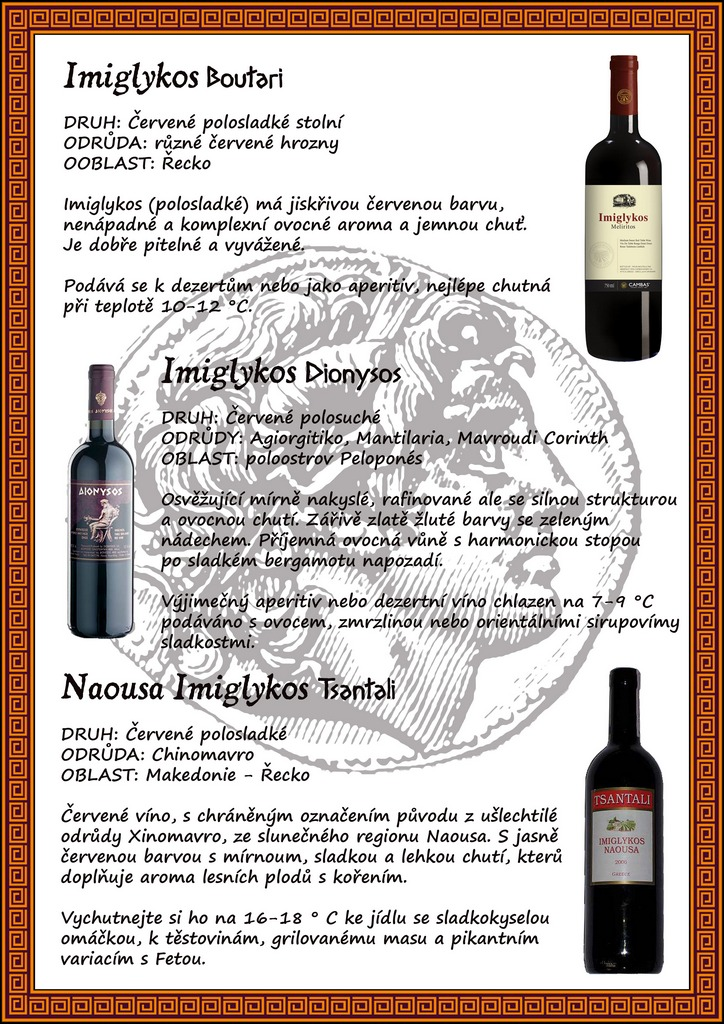 Imiglykos Boutari
DRUH: Červené polosladké stolní
ODRŮDA: různé červené hrozny
OOBLAST: Řecko
Imiglykos (polosladké) má jiskřivou červenou barvu,
nenápadné a komplexní ovocné aroma a jemnou chuť.
Je dobře pitelné a vyvážené.
Podává se k dezertům nebo jako aperitiv, nejlépe chutná
při teplotě 10-12 °C.
Imiglykos
Meliritos
750 ml
CAMBAS
Imiglykos Dionysos
DRUH: Červené polosuché
ODRŮDY: Agiorgitiko, Mantilaria, Mavroudi Corinth
OBLAST: poloostrov Peloponés
Osvěžující mírně nakyslé, rafinované ale se silnou strukturou
a ovocnou chutí. Zářivě zlatě žluté barvy se zeleným
nádechem. Příjemná ovocná vůně s harmonickou stopou
po sladkém bergamotu napozadí.
Výjimečný aperitiv nebo dezertní víno chlazen na 7-9 °C
podáváno s ovocem, zmrzlinou nebo orientálními sirupovímy
sladkostmi.
DIONYSOS
DIONYSOS
Naousa Imiglykos Tsantali
DRUH: Červené polosladké
ODRŮDA: Chinomavro
OBLAST: Makedonie - Řecko
Červené víno, s chráněným označením původu z ušlechtilé
odrůdy Xinomavro, ze slunečného regionu Naousa. S jasně
červenou barvou s mírnoum, sladkou a lehkou chutí, kterů
doplňuje aroma lesních plodů s kořením.
Vychutnejte si ho na 16-18 ° C ke jídlu se sladkokyselou
omáčkou, k těstovinám, grilovanému masu a pikantním
variacím s Fetou.
TSANTALI
IMIGLYKOS
NAOUSA